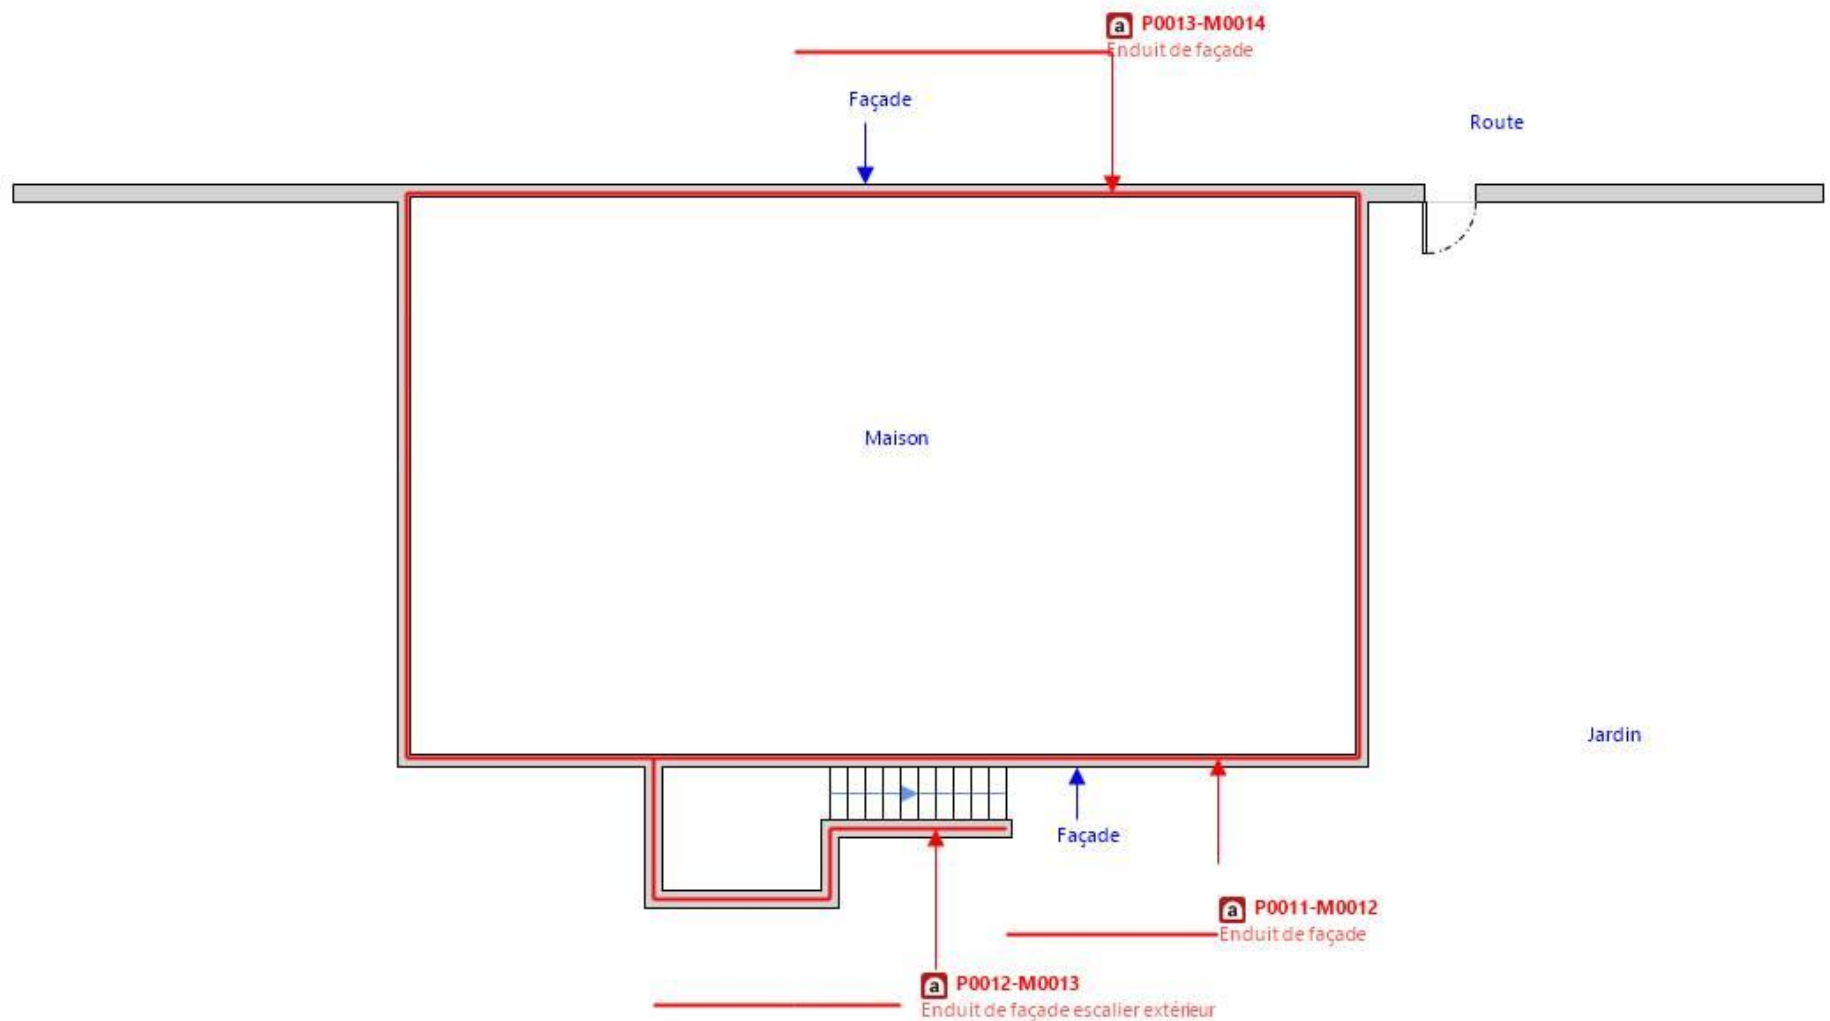 a P0013-M0014
Enduit de façade
Façade
Route
Maison
Jardin
Façade
a P0011-M0012
Enduit de façade
a P0012-M0013
Enduit de façade escalier extérieur